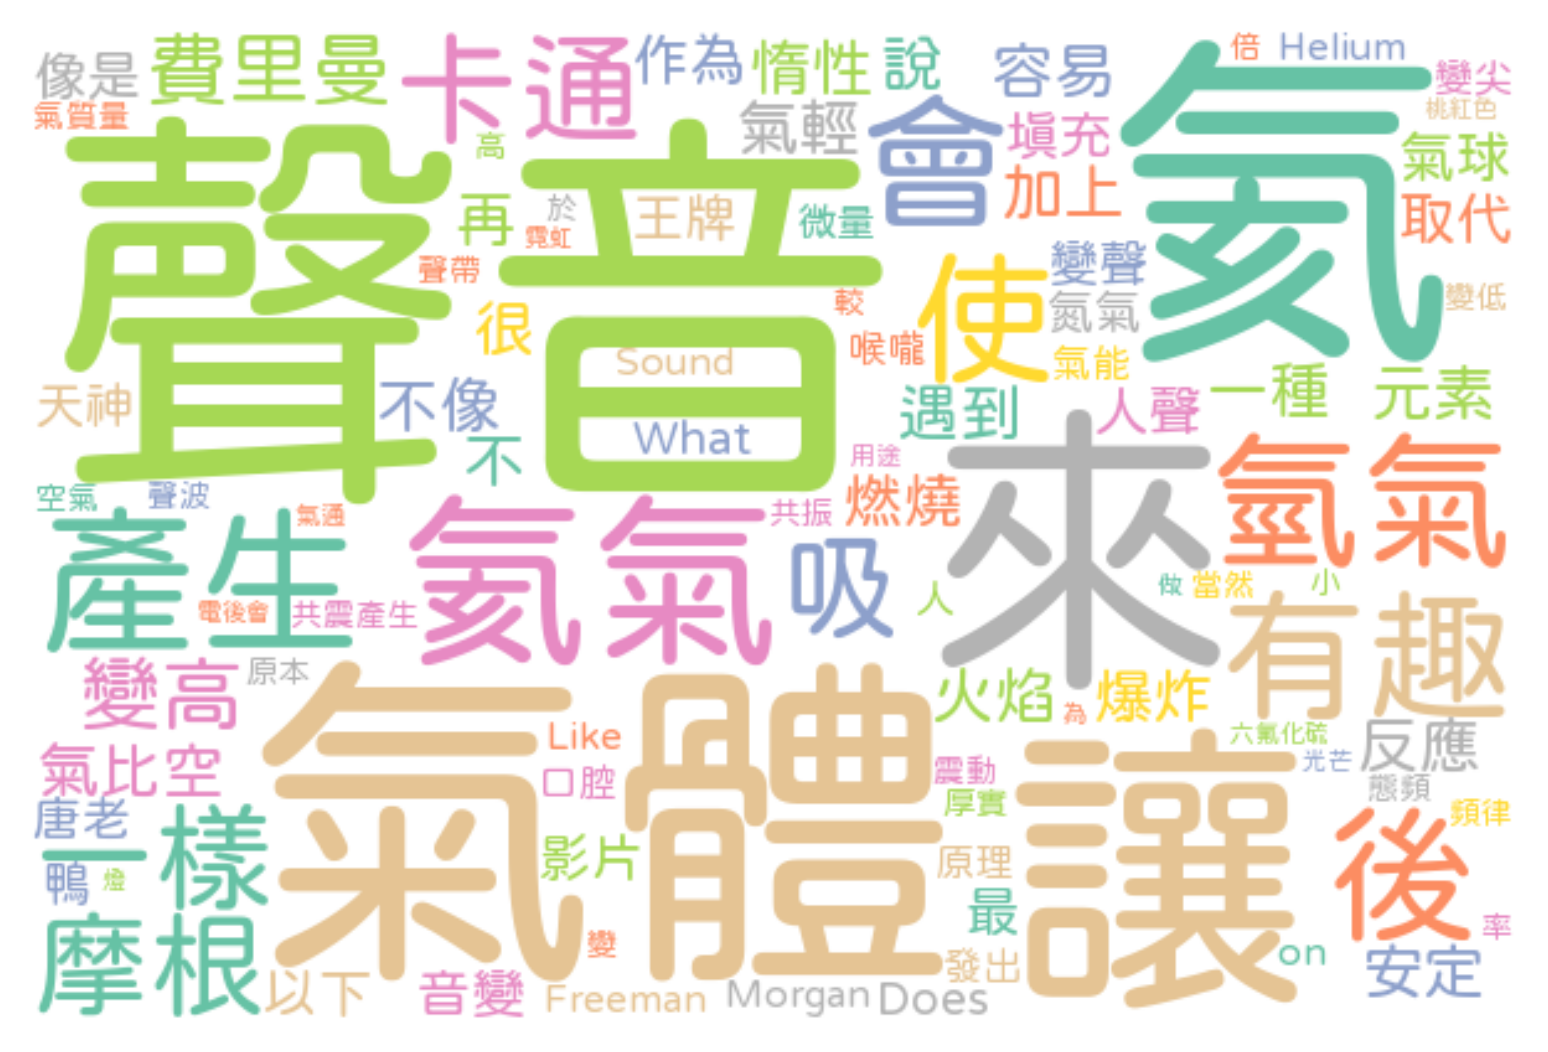 像是
費里曼
卡通
作為
惰性
說
容易
氦
倍
Helium
變尖
氣質量
聲音
高
氣輕
會
填充
桃紅色
氣球
再
於
霓虹
王牌
微量
加上
取代
聲帶
很
較
使
變聲
氮氣
變低
喉嚨
氣能
Sound
天神
不像
What
遇到
人聲
一種
元素
不
用途
來
氫氣
空氣
聲波
氣通
產生
氦氣
共振
燃燒
吸
電後會
共震產生
人
做
當然
小
有趣
變高
原本
氣體
火焰
為
爆炸
六氟化硫
反應
氣比空
Like
口腔
震動
讓
光芒
態頻
唐老
一樣
厚實
頻律
鴨
燈
影片
原理
後
摩根
最
變
率
以下
音變
Freeman
Morgan
發出
Does
on
安定